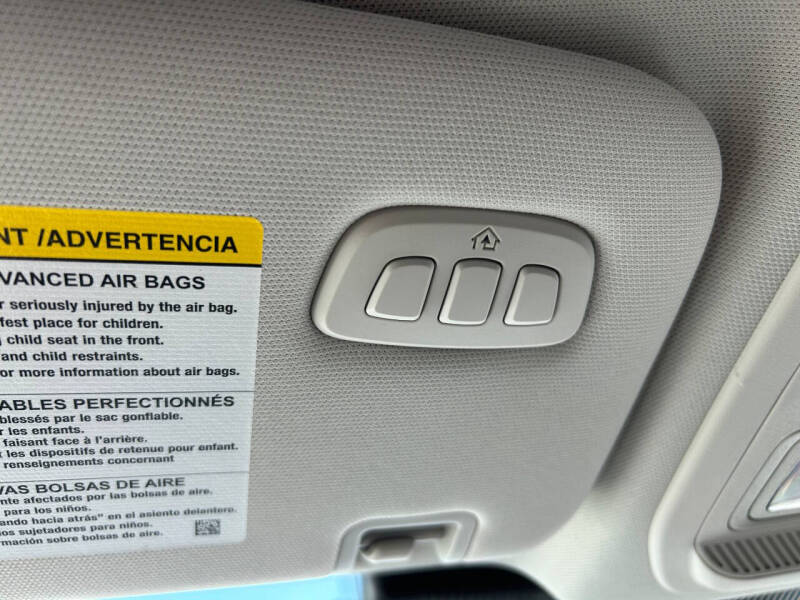 NT /ADVERTENCIA
VANCED AIR BAGS
r seriously injured by the air bag.
fest place for children.
g child seat in the front.
and child restraints.
or more information about air bags.
ABLES PERFECTIONNÉS
blessés par le sac gonflable.
r les enfants.
faisant face à l'arrière.
r les dispositifs de retenue pour enfant.
renseignements concernant
VAS BOLSAS DE AIRE
nte afectados por las bolsas de aire.
para los niños.
ando hacia atrás" en el asiento delantero.
os sujetadores para niños.
rmación sobre bolsas de aire.